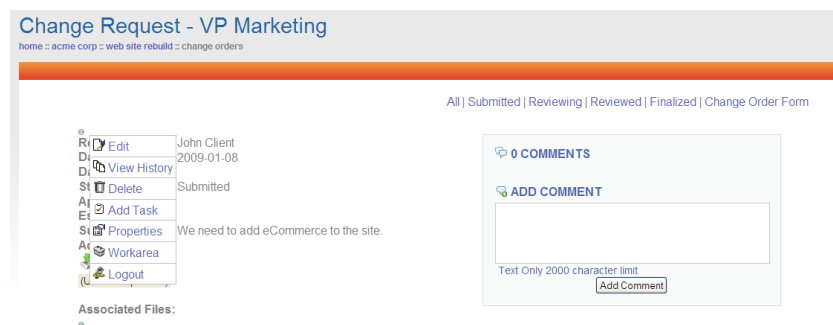 Change Request - VP Marketing
home :: acme corp :: web site rebuild :: change orders
All | Submitted | Reviewing | Reviewed | Finalized | Change Order Form
Edit
View History
Delete
Add Task
Properties
Workarea
Logout
John Client
2009-01-08
Submitted
We need to add eCommerce to the site.
Associated Files:
0 COMMENTS
ADD COMMENT
Text Only 2000 character limit
Add Comment